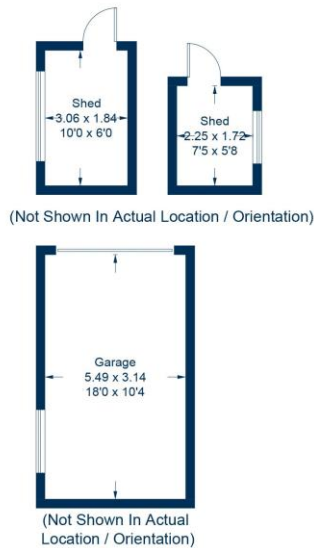 Shed
3.06 x 1.84
10'0 x 6'0
Shed
2.25 x 1.72
7'5 x 5'8
(Not Shown In Actual Location / Orientation)
Garage
5.49 x 3.14
18'0 x 10'4
(Not Shown In Actual
Location / Orientation)